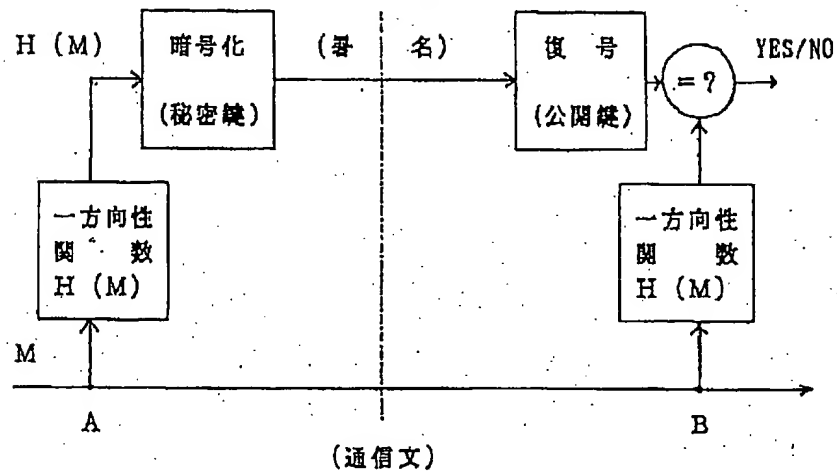 H (M)
暗号化
(秘密鍵)
(署 名)
復 号
(公開鍵)
= ?
YES/NO
一方向性
関 数
H (M)
一方向性
関 数
H (M)
M
A
B
(通信文)